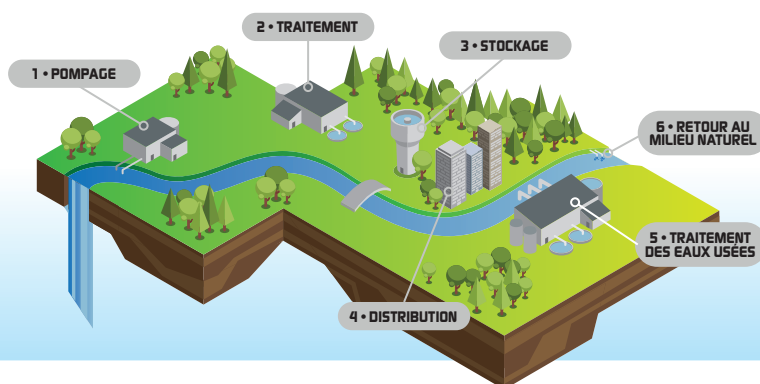 1 • POMPAGE
2 • TRAITEMENT
3 • STOCKAGE
4 • DISTRIBUTION
5 • TRAITEMENT
DES EAUX USÉES
6 • RETOUR AU
MILIEU NATUREL